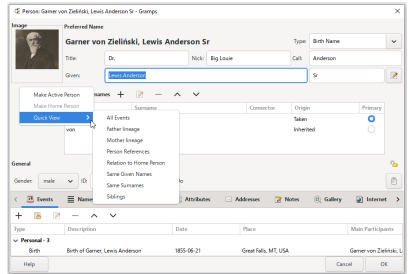 Person: Garner von Zieliński, Lewis Anderson Sr - Gramps
Image
Preferred Name
Garner von Zieliński, Lewis Anderson Sr
Type: Birth Name
Title: Dr. Nick: Big Louie Call: Anderson
Given: Lewis Anderson Sr
Make Active Person
Make Home Person
Quick View
names
Surname Connector Origin Primary
Taken
von Inherited
All Events
Father lineage
Mother lineage
Person References
Relation to Home Person
Same Given Names
Same Surnames
Siblings
General
Gender: male ID:
Events Attributes Addresses Notes Gallery Internet
Type Description Date Place Main Participants
Personal - 3
Birth Birth of Garner, Lewis Anderson 1855-06-21 Great Falls, MT, USA Garner von Zieliński, L
Help Cancel OK